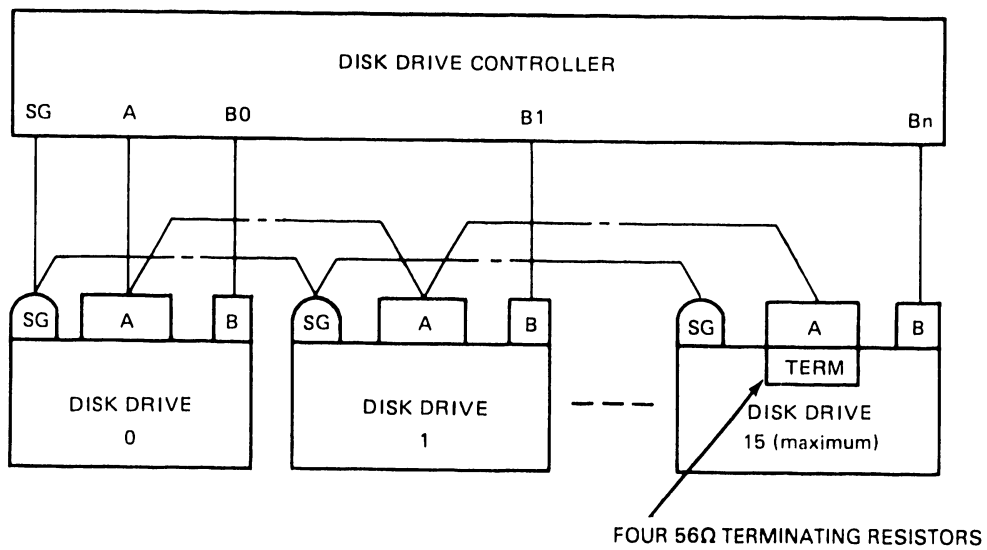 DISK DRIVE CONTROLLER
SG A B0 B1 Bn
SG A B SG A B SG A B
TERM
DISK DRIVE
0
DISK DRIVE
1
DISK DRIVE
15 (maximum)
FOUR 56Ω TERMINATING RESISTORS